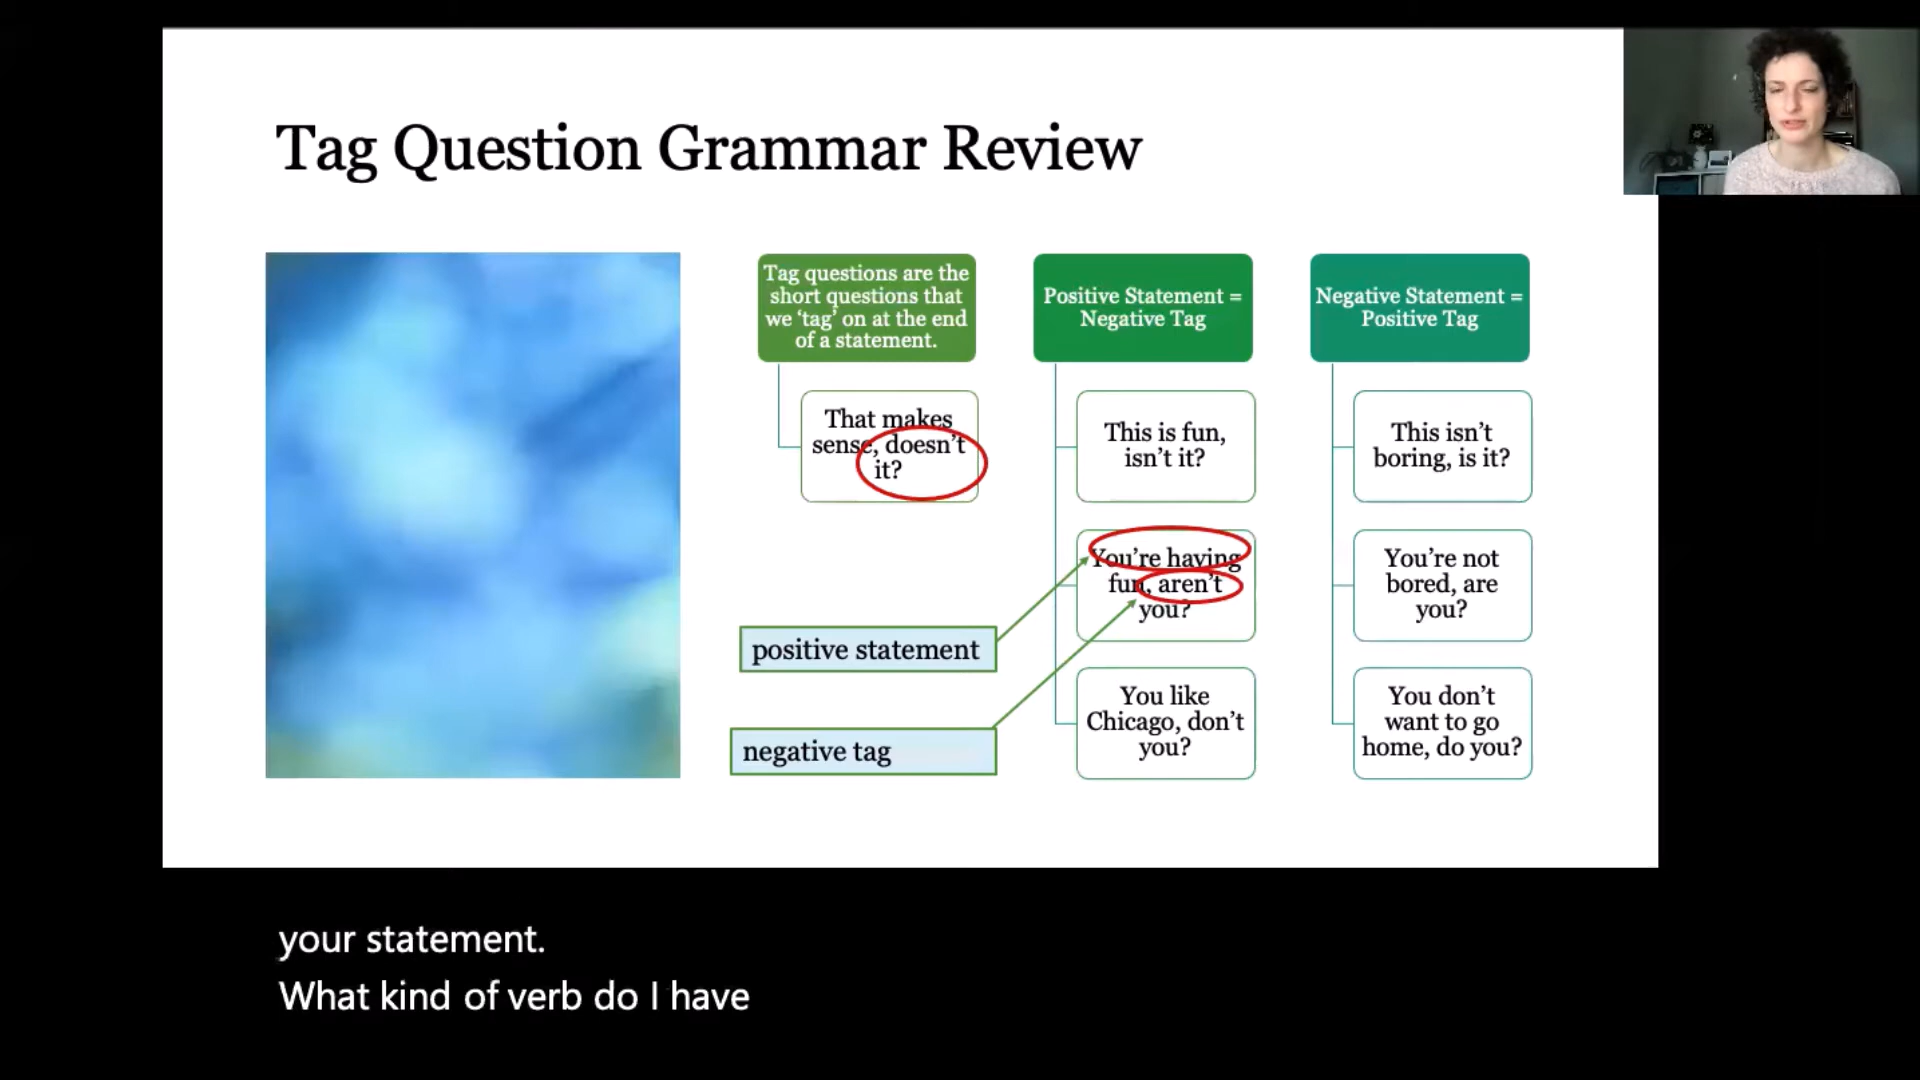 Tag Question Grammar Review
Tag questions are the
short questions that
we ‘tag’ on at the end
of a statement.
That makes
sense, doesn’t
it?
Positive Statement =
Negative Tag
This is fun,
isn’t it?
You’re having
fun, aren’t
you?
You like
Chicago, don’t
you?
Negative Statement =
Positive Tag
This isn’t
boring, is it?
You’re not
bored, are
you?
You don’t
want to go
home, do you?
positive statement
negative tag
your statement.
What kind of verb do I have